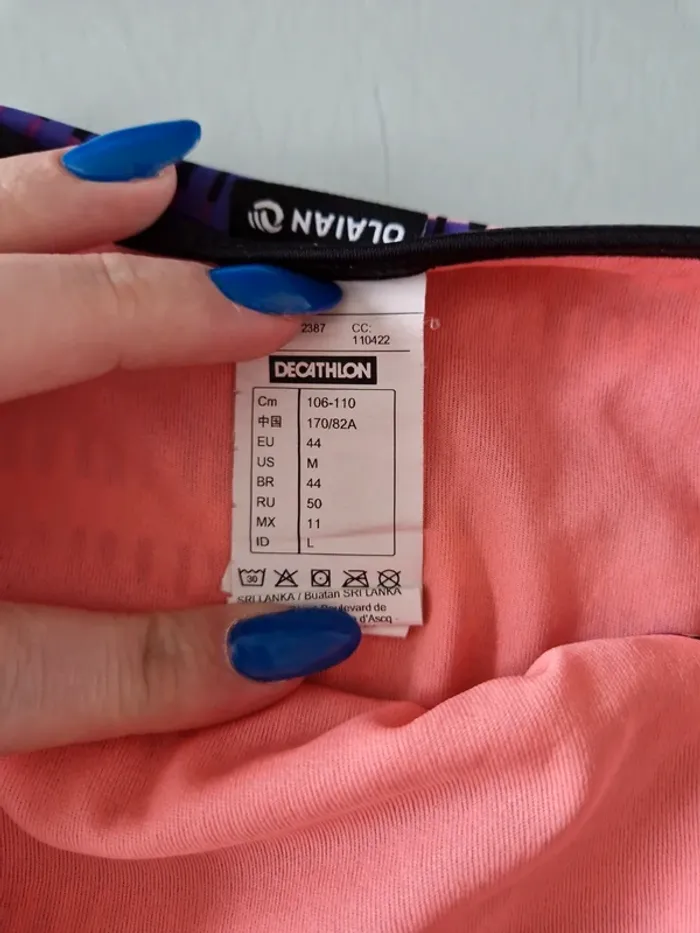 OLAIAN
2387 CC:
110422
DECATHLON
Cm 106-110
中国 170/82A
EU 44
US M
BR 44
RU 50
MX 11
ID L
30
SRI LANKA / Buatan SRI LANKA
Boulevard de
d'Ascq -